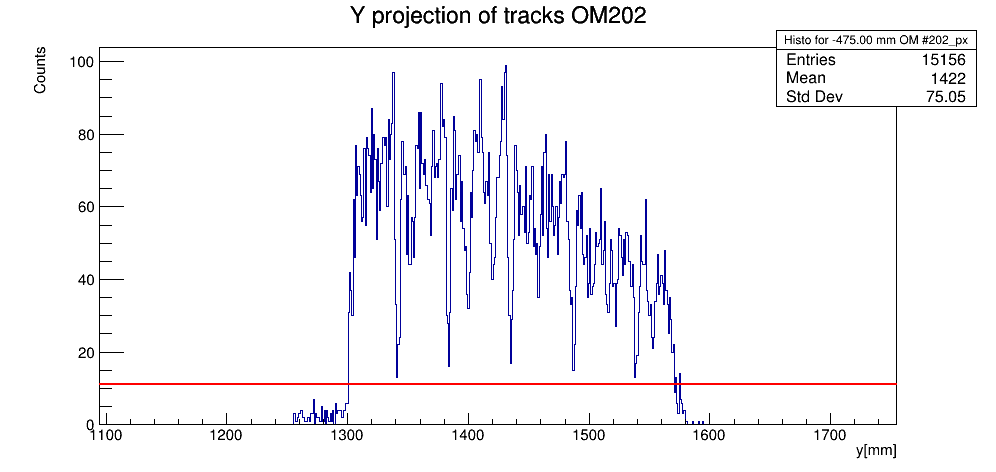 Y projection of tracks OM202
Histo for -475.00 mm OM #202_px
Entries 15156
Mean 1422
Std Dev 75.05
Counts
100
80
60
40
20
0
1100 1200 1300 1400 1500 1600 1700
y[mm]